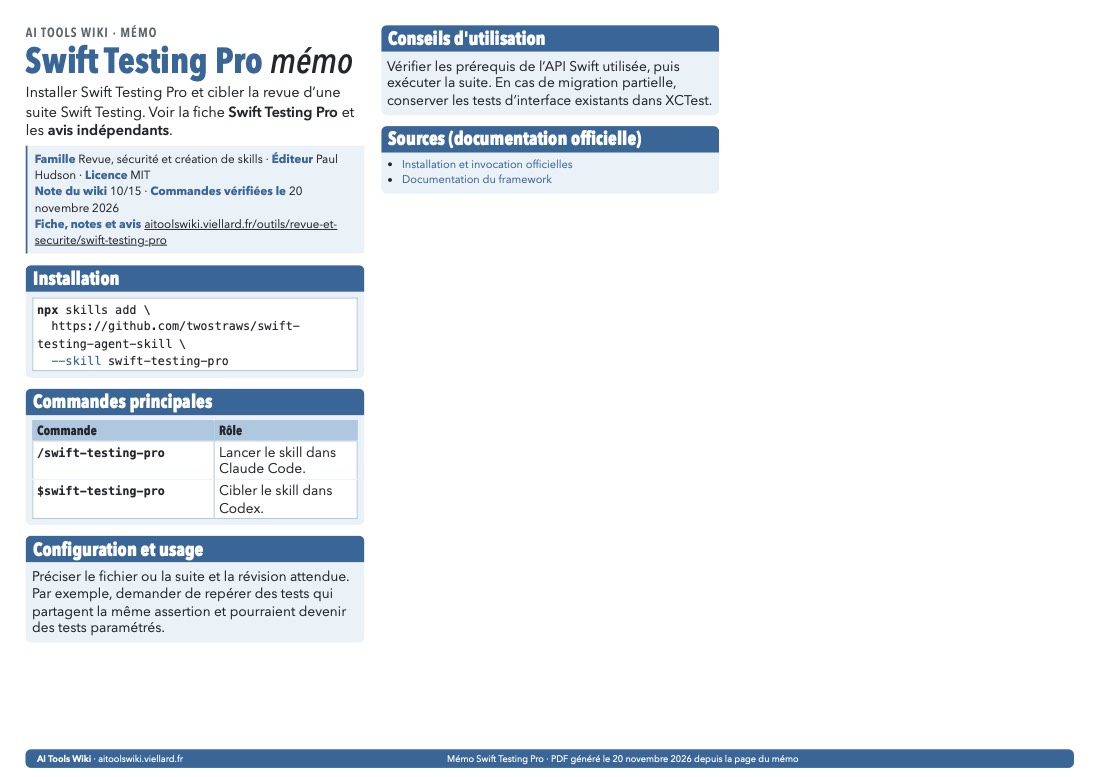 AI TOOLS WIKI · MÉMO
Swift Testing Pro mémo
Installer Swift Testing Pro et cibler la revue d’une
suite Swift Testing. Voir la fiche Swift Testing Pro et
les avis indépendants.
Famille Revue, sécurité et création de skills · Éditeur Paul
Hudson · Licence MIT
Note du wiki 10/15 · Commandes vérifiées le 20
novembre 2026
Fiche, notes et avis aitoolswiki.viellard.fr/outils/revue-et-
securite/swift-testing-pro
Installation
npx skills add \
https://github.com/twostraws/swift-
testing-agent-skill \
--skill swift-testing-pro
Commandes principales
Commande Rôle
/swift-testing-pro Lancer le skill dans
Claude Code.
$swift-testing-pro Cibler le skill dans
Codex.
Configuration et usage
Préciser le fichier ou la suite et la révision attendue.
Par exemple, demander de repérer des tests qui
partagent la même assertion et pourraient devenir
des tests paramétrés.
Conseils d'utilisation
Vérifier les prérequis de l’API Swift utilisée, puis
exécuter la suite. En cas de migration partielle,
conserver les tests d’interface existants dans XCTest.
Sources (documentation officielle)
• Installation et invocation officielles
• Documentation du framework
AI Tools Wiki · aitoolswiki.viellard.fr
Mémo Swift Testing Pro · PDF généré le 20 novembre 2026 depuis la page du mémo